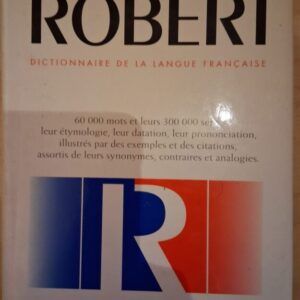 ROBERT
DICTIONNAIRE DE LA LANGUE FRANÇAISE
60 000 mots et leurs 300 000 sens,
leur étymologie, leur datation, leur prononciation,
illustrés par des exemples et des citations,
assortis de leurs synonymes, contraires et analogies.
R